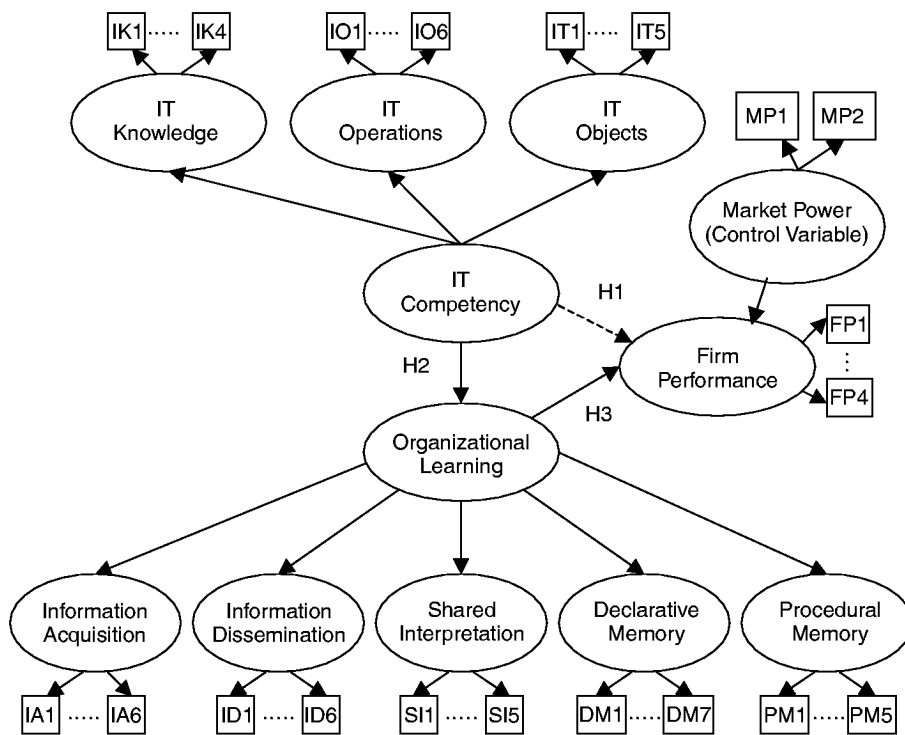 IK1 ..... IK4
IO1 ..... IO6
IT1 ..... IT5
IT
Knowledge
IT
Operations
IT
Objects
MP1
MP2
Market Power
(Control Variable)
IT
Competency
H1
FP1
Firm
Performance
FP4
H2
H3
Organizational
Learning
Information
Acquisition
Information
Dissemination
Shared
Interpretation
Declarative
Memory
Procedural
Memory
IA1 ..... IA6
ID1 ..... ID6
SI1 ..... SI5
DM1 ..... DM7
PM1 ..... PM5